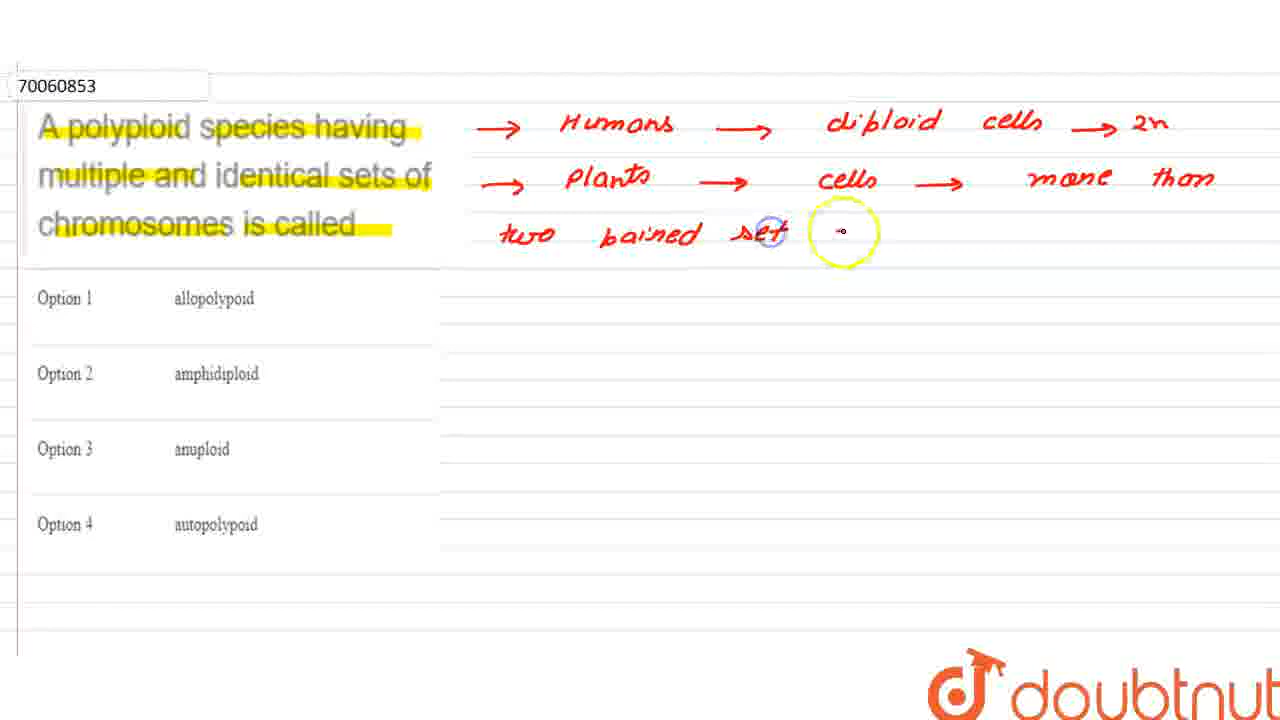 70060853
A polyploid species having
multiple and identical sets of
chromosomes is called
→ Humans → diploid cells → 2n
→ plants → cells → more than
two paired set
Option 1 allopolypoid
Option 2 amphidiploid
Option 3 anuploid
Option 4 autopolypoid
doubtnut